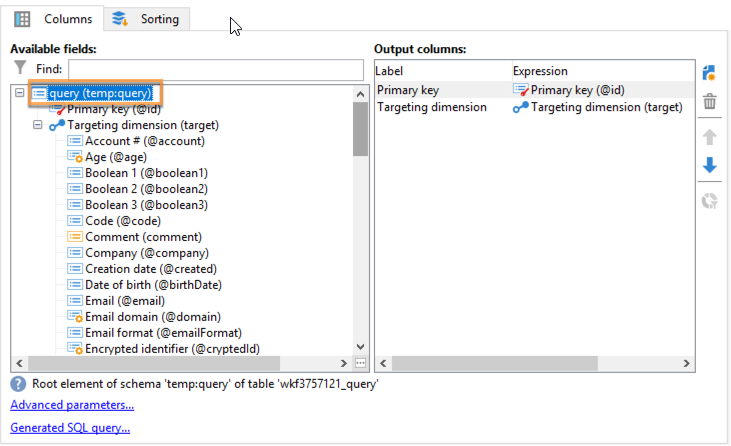 Columns
Sorting
Available fields:
Output columns:
Find:
Label
Expression
query (temp:query)
Primary key (@id)
Primary key
Primary key (@id)
Targeting dimension
Targeting dimension (target)
Targeting dimension (target)
Account # (@account)
Age (@age)
Boolean 1 (@boolean1)
Boolean 2 (@boolean2)
Boolean 3 (@boolean3)
Code (@code)
Comment (comment)
Company (@company)
Creation date (@created)
Date of birth (@birthDate)
Email (@email)
Email domain (@domain)
Email format (@emailFormat)
Encrypted identifier (@cryptedId)
Root element of schema 'temp:query' of table 'wkf3757121_query'
Advanced parameters...
Generated SQL query...